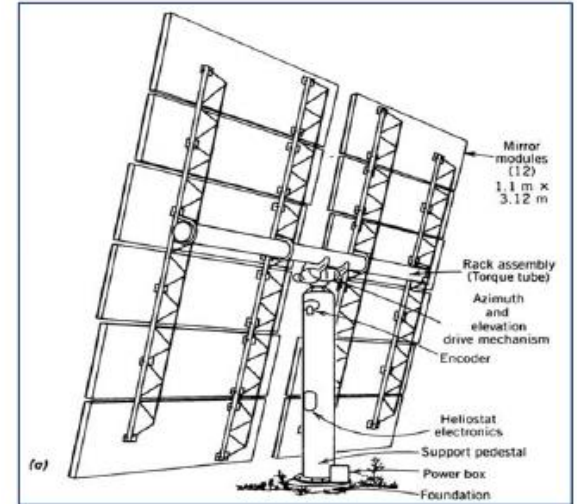 Mirror
modules
(12)
1.1 m ×
3.12 m
Rack assembly
(Torque tube)
Azimuth
and
elevation
drive mechanism
Encoder
Heliostat
electronics
Support pedestal
Power box
Foundation
(a)